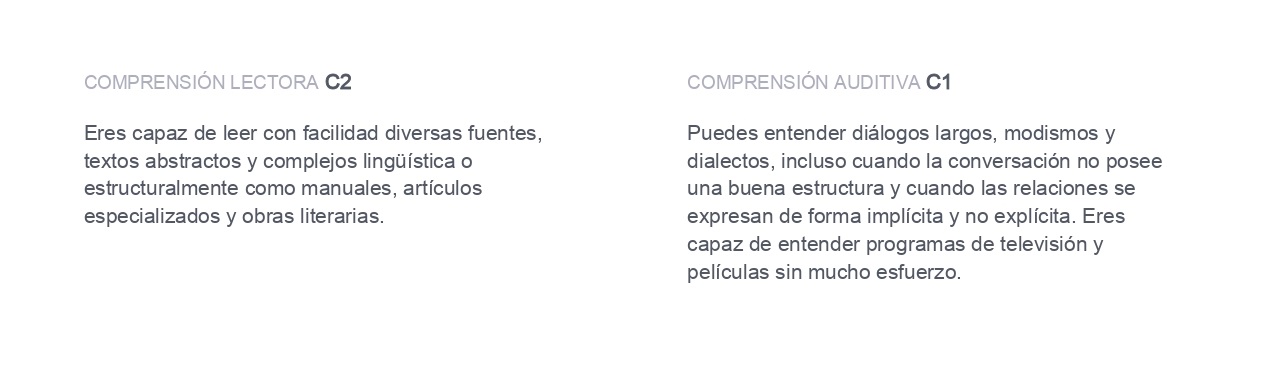 COMPRENSIÓN LECTORA C2
Eres capaz de leer con facilidad diversas fuentes,
textos abstractos y complejos lingüística o
estructuralmente como manuales, artículos
especializados y obras literarias.
COMPRENSIÓN AUDITIVA C1
Puedes entender diálogos largos, modismos y
dialectos, incluso cuando la conversación no posee
una buena estructura y cuando las relaciones se
expresan de forma implícita y no explícita. Eres
capaz de entender programas de televisión y
películas sin mucho esfuerzo.